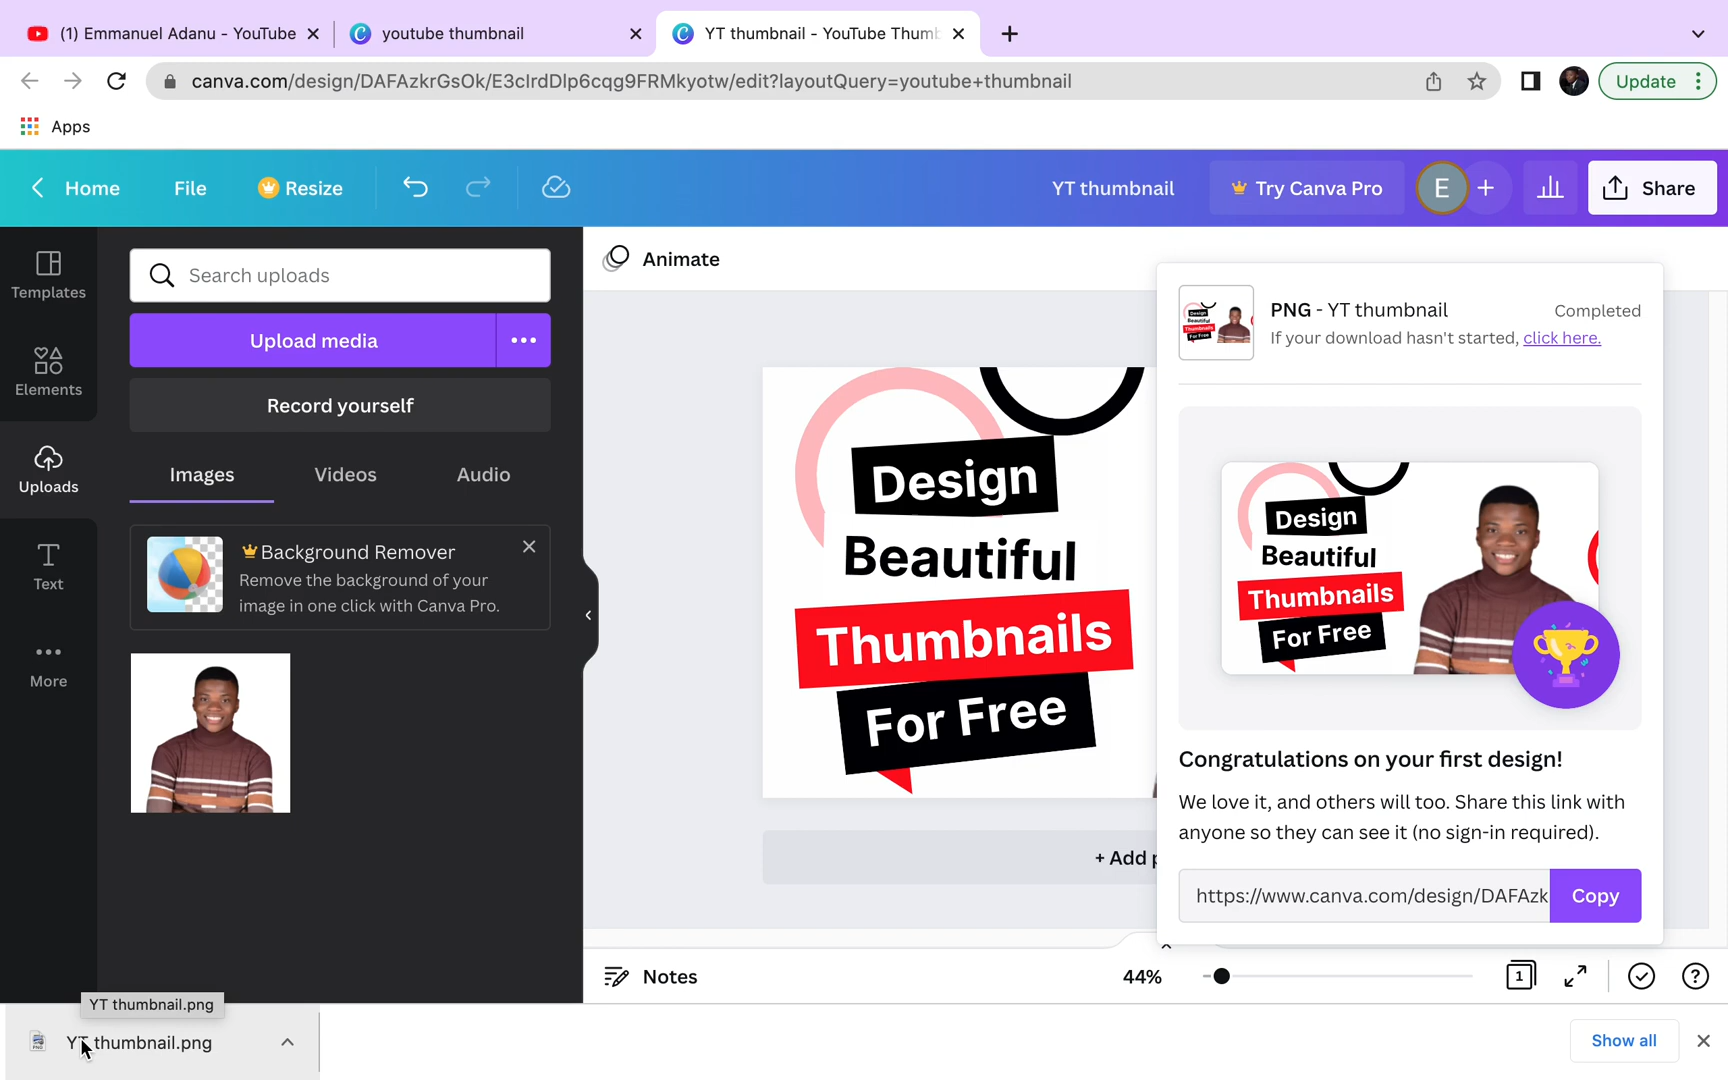 (1) Emmanuel Adanu - YouTube
youtube thumbnail
YT thumbnail - YouTube Thumb
canva.com/design/DAFAzkrGsOk/E3clrdDlp6cqg9FRMkyotw/edit?layoutQuery=youtube+thumbnail
Update
Apps
Home
File
Resize
YT thumbnail
Try Canva Pro
E
Share
Templates
Elements
Uploads
Text
More
Search uploads
Upload media
Record yourself
Images
Videos
Audio
Background Remover
Remove the background of your
image in one click with Canva Pro.
Animate
Design
Beautiful
Thumbnails
For Free
+ Add p
PNG - YT thumbnail
Completed
If your download hasn't started, click here.
Design
Beautiful
Thumbnails
For Free
Design
Beautiful
Thumbnails
For Free
Congratulations on your first design!
We love it, and others will too. Share this link with
anyone so they can see it (no sign-in required).
https://www.canva.com/design/DAFAzk
Copy
Notes
44%
1
YT thumbnail.png
PNG
YT thumbnail.png
Show all